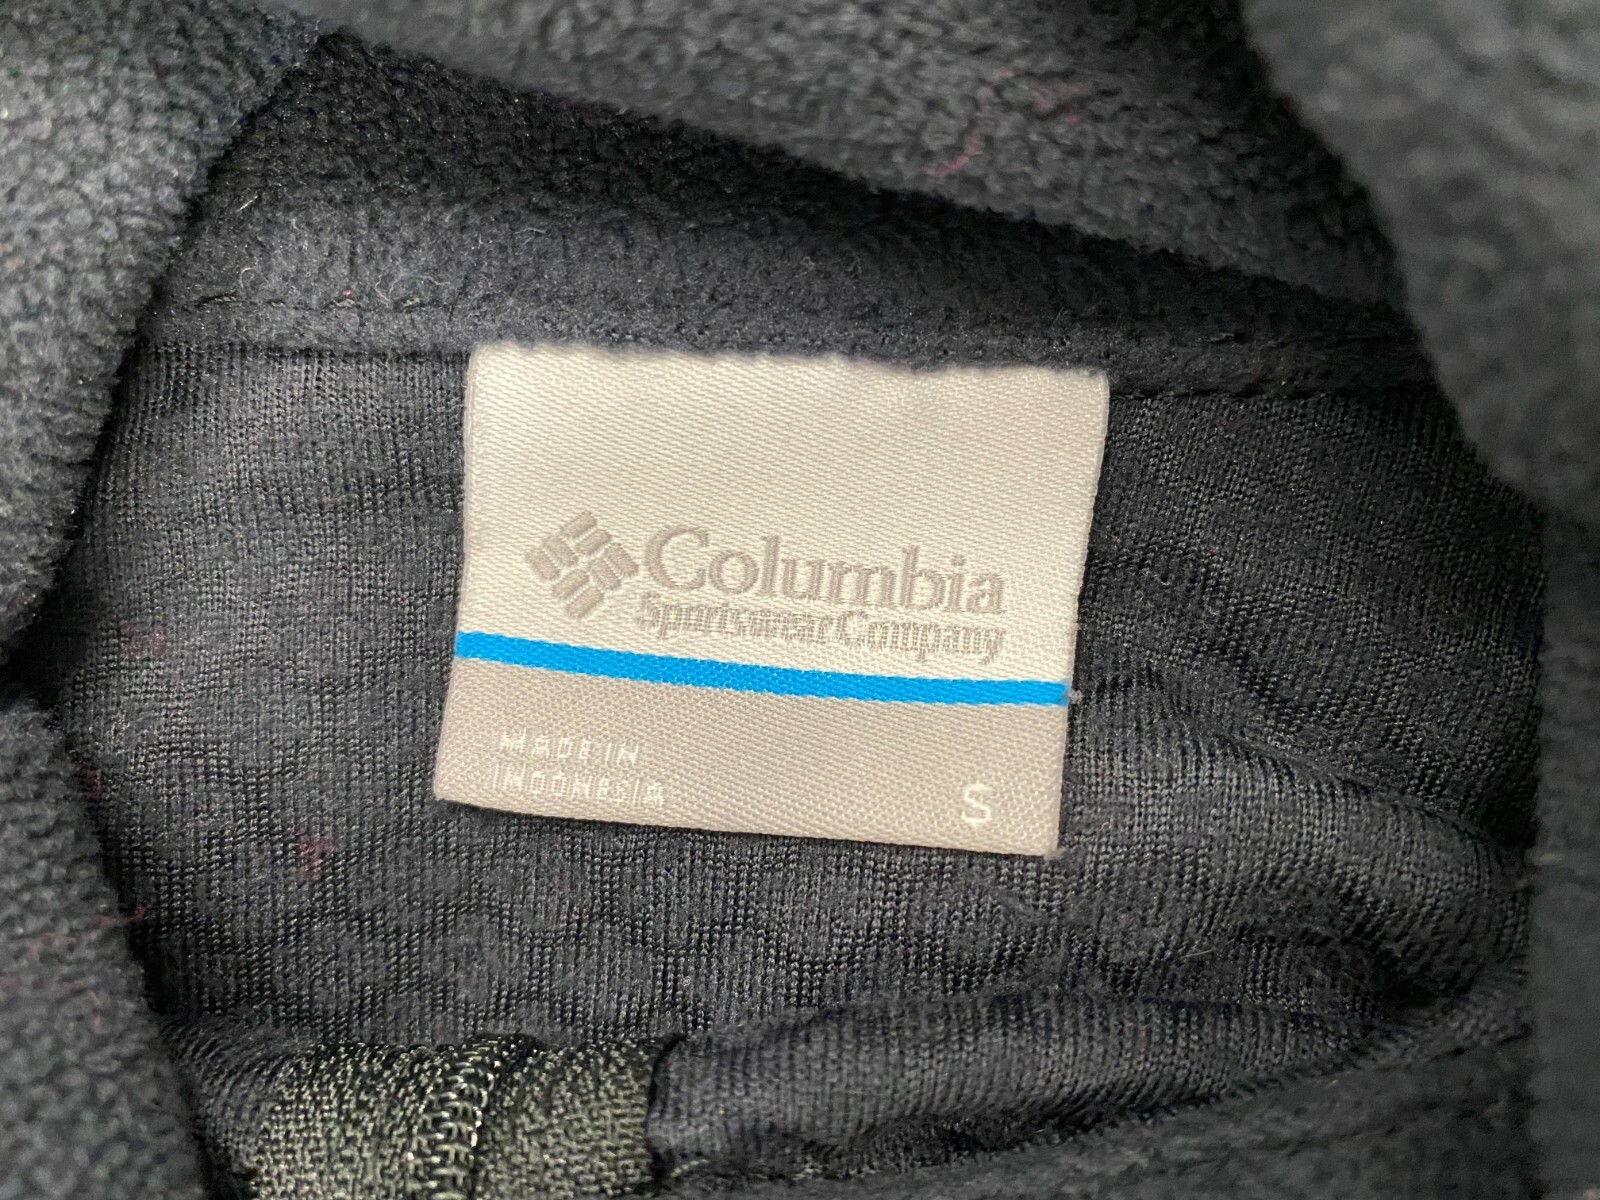 Columbia
Sportswear Company
MADE IN
INDONESIA
S